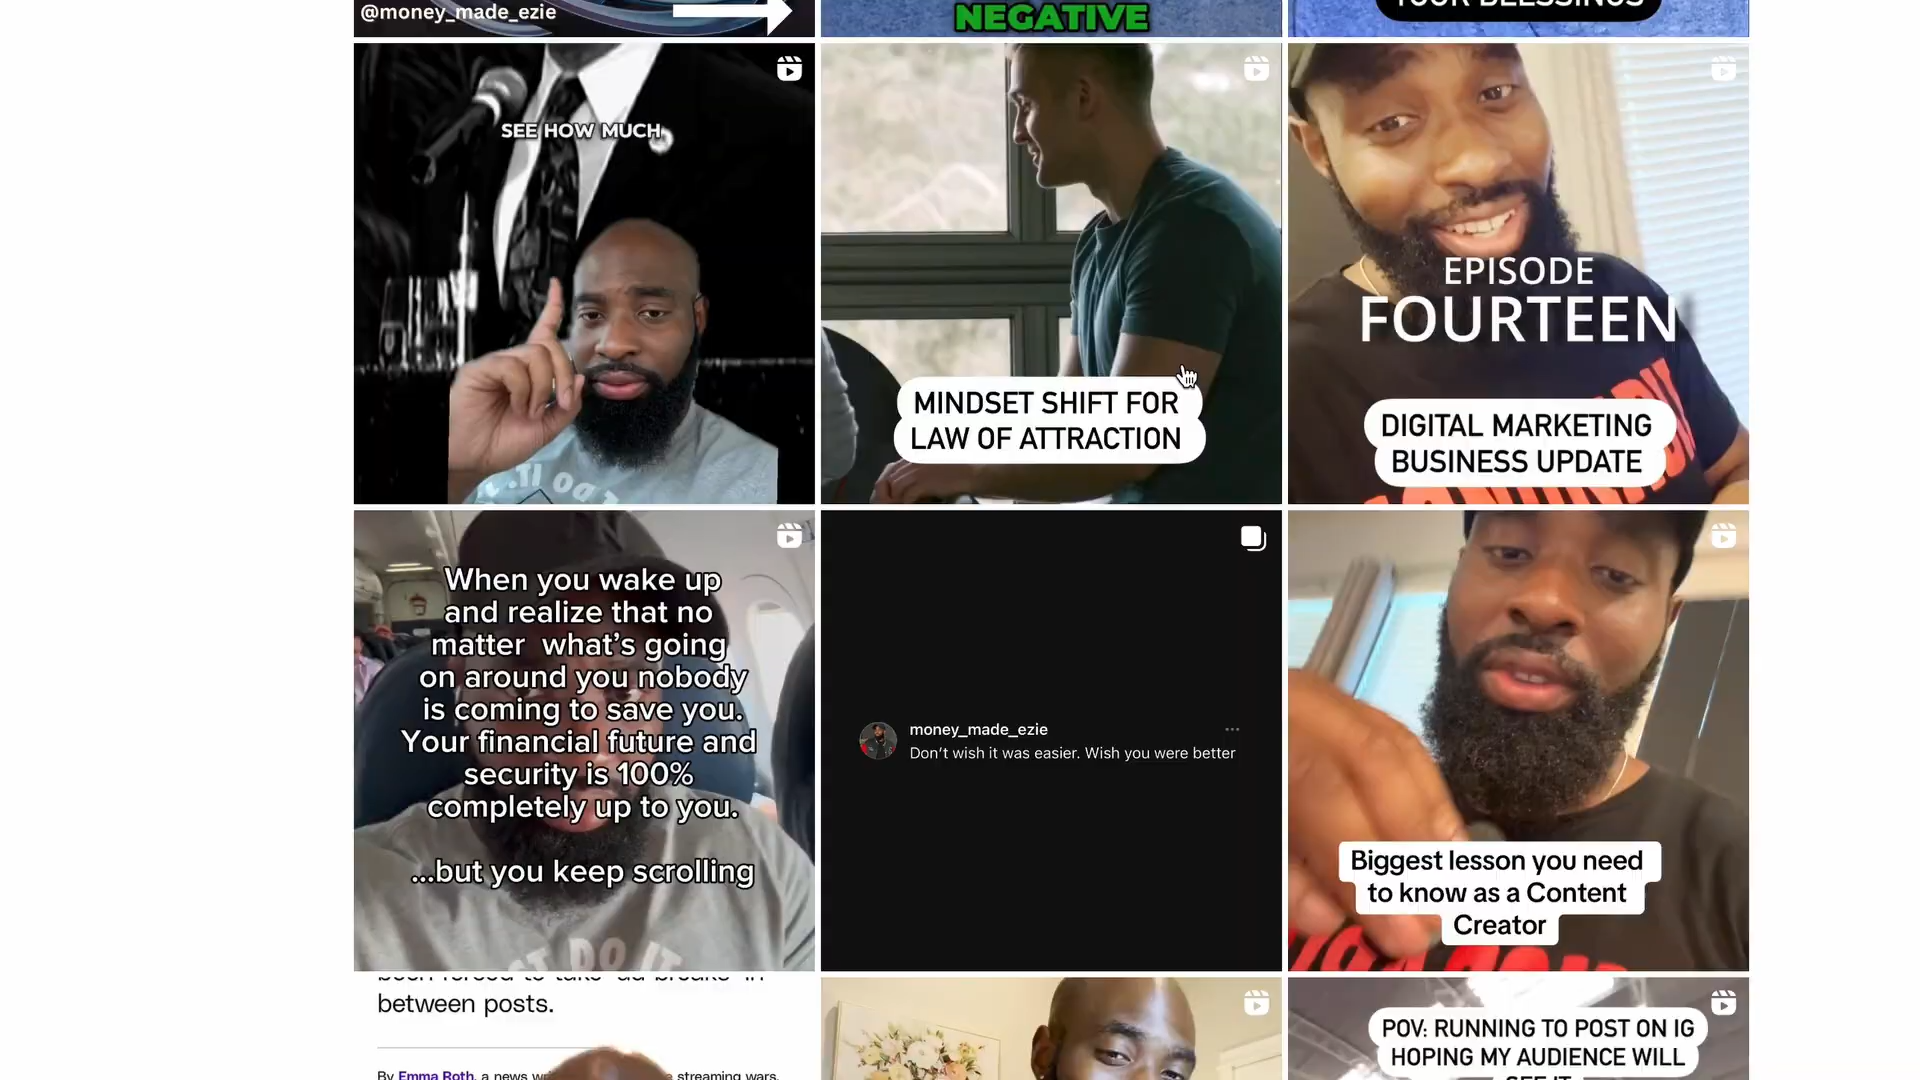 @money_made_ezie
NEGATIVE
YOUR BLESSINGS
SEE HOW MUCH
MINDSET SHIFT FOR
LAW OF ATTRACTION
EPISODE
FOURTEEN
DIGITAL MARKETING
BUSINESS UPDATE
When you wake up
and realize that no
matter what's going
on around you nobody
is coming to save you.
Your financial future and
security is 100%
completely up to you.
...but you keep scrolling
JUST DO IT.
money_made_ezie
Don't wish it was easier. Wish you were better
Biggest lesson you need
to know as a Content
Creator
been forced to take 'ad breaks' in
between posts.
By Emma Roth, a news
streaming wars,
POV: RUNNING TO POST ON IG
HOPING MY AUDIENCE WILL
SEE IT